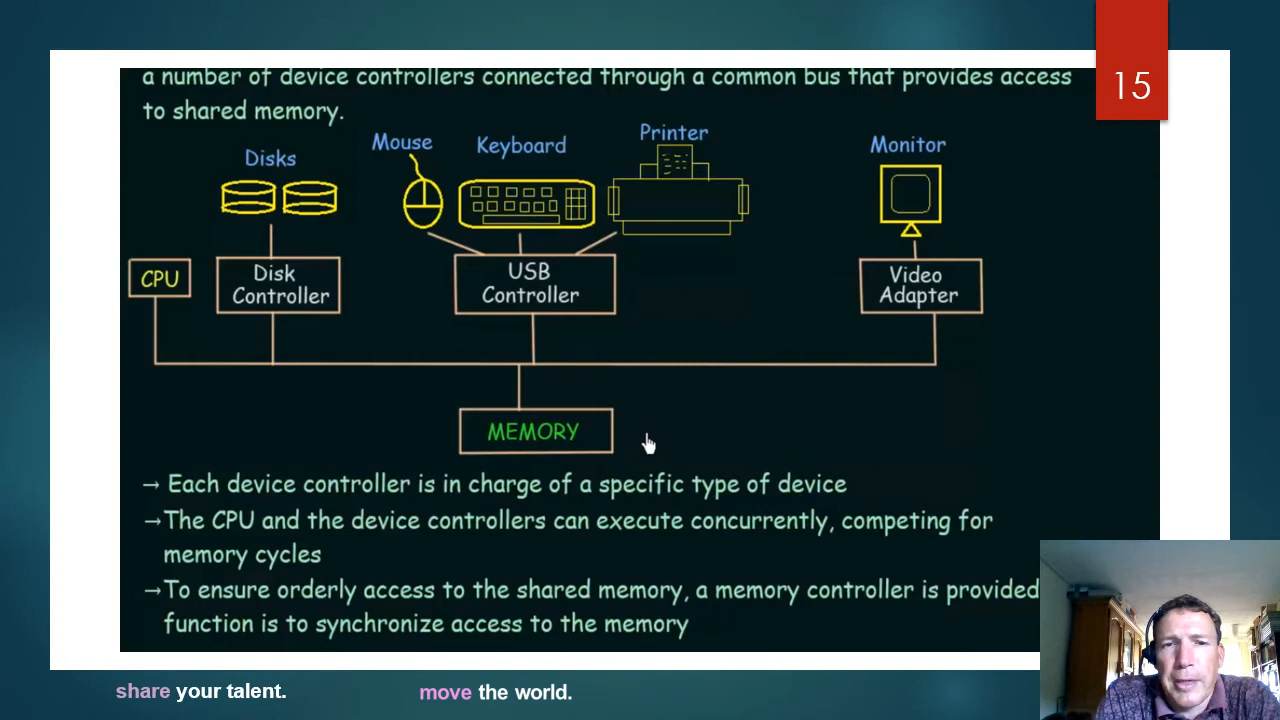 15
a number of device controllers connected through a common bus that provides access
to shared memory.
Disks
Mouse
Keyboard
Printer
Monitor
CPU
Disk
Controller
USB
Controller
Video
Adapter
MEMORY
→ Each device controller is in charge of a specific type of device
→The CPU and the device controllers can execute concurrently, competing for
memory cycles
→To ensure orderly access to the shared memory, a memory controller is provided
function is to synchronize access to the memory
share your talent. move the world.